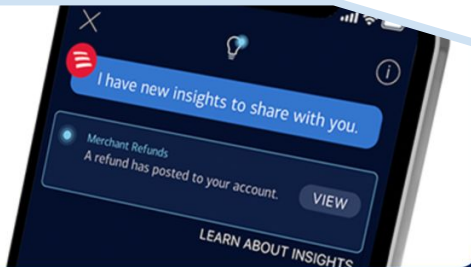 I have new insights to share with you.
Merchant Refunds
A refund has posted to your account.
VIEW
LEARN ABOUT INSIGHTS